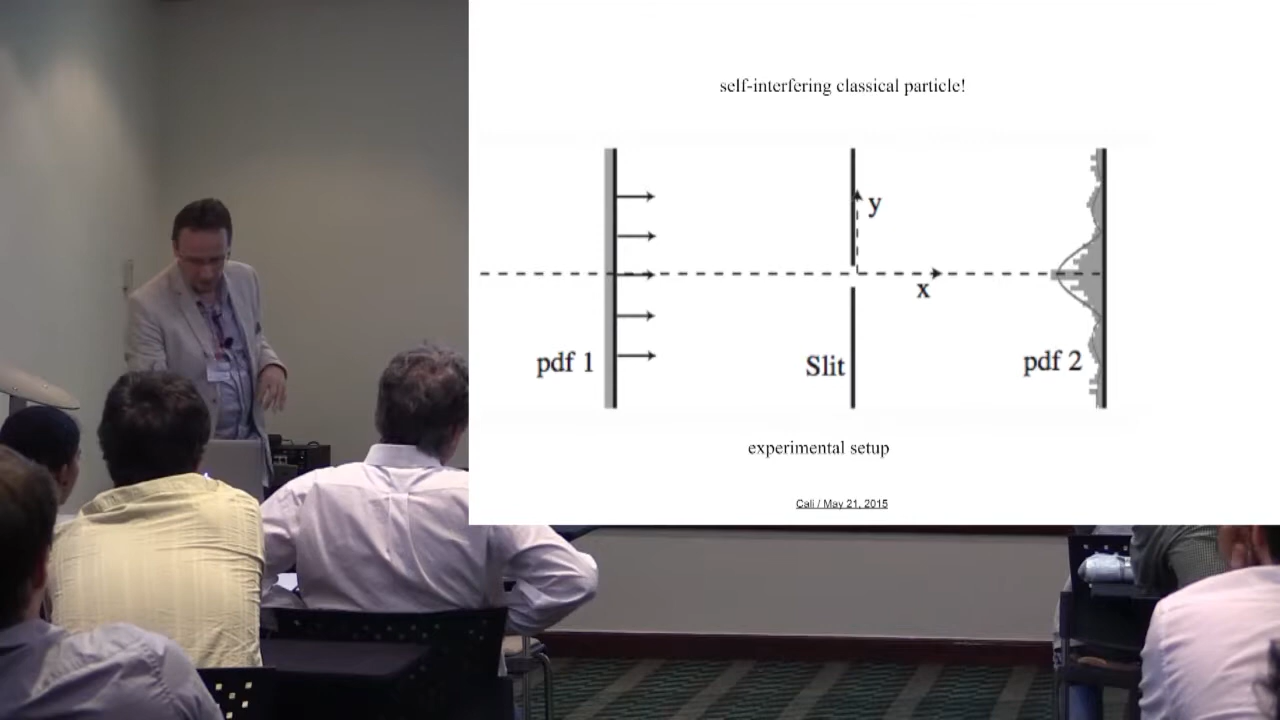 self-interfering classical particle!
y
x
pdf 1
Slit
pdf 2
experimental setup
Cali / May 21, 2015